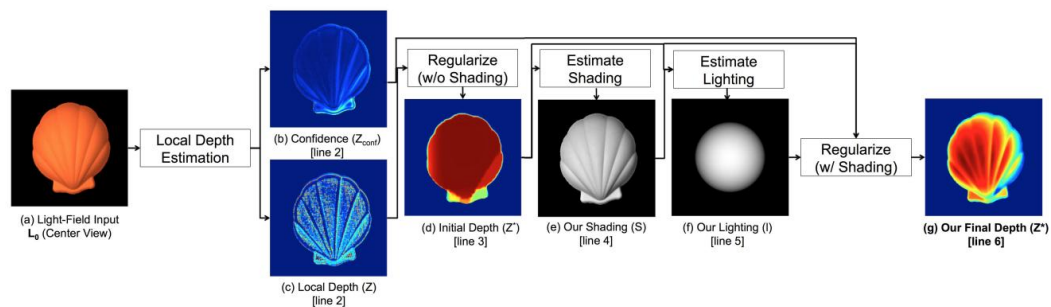 Local Depth
Estimation
Regularize
(w/o Shading)
Estimate
Shading
Estimate
Lighting
Regularize
(w/ Shading)
(a) Light-Field Input
L₀ (Center View)
(b) Confidence (Zconf)
[line 2]
(c) Local Depth (Z)
[line 2]
(d) Initial Depth (Z')
[line 3]
(e) Our Shading (S)
[line 4]
(f) Our Lighting (l)
[line 5]
(g) Our Final Depth (Z*)
[line 6]